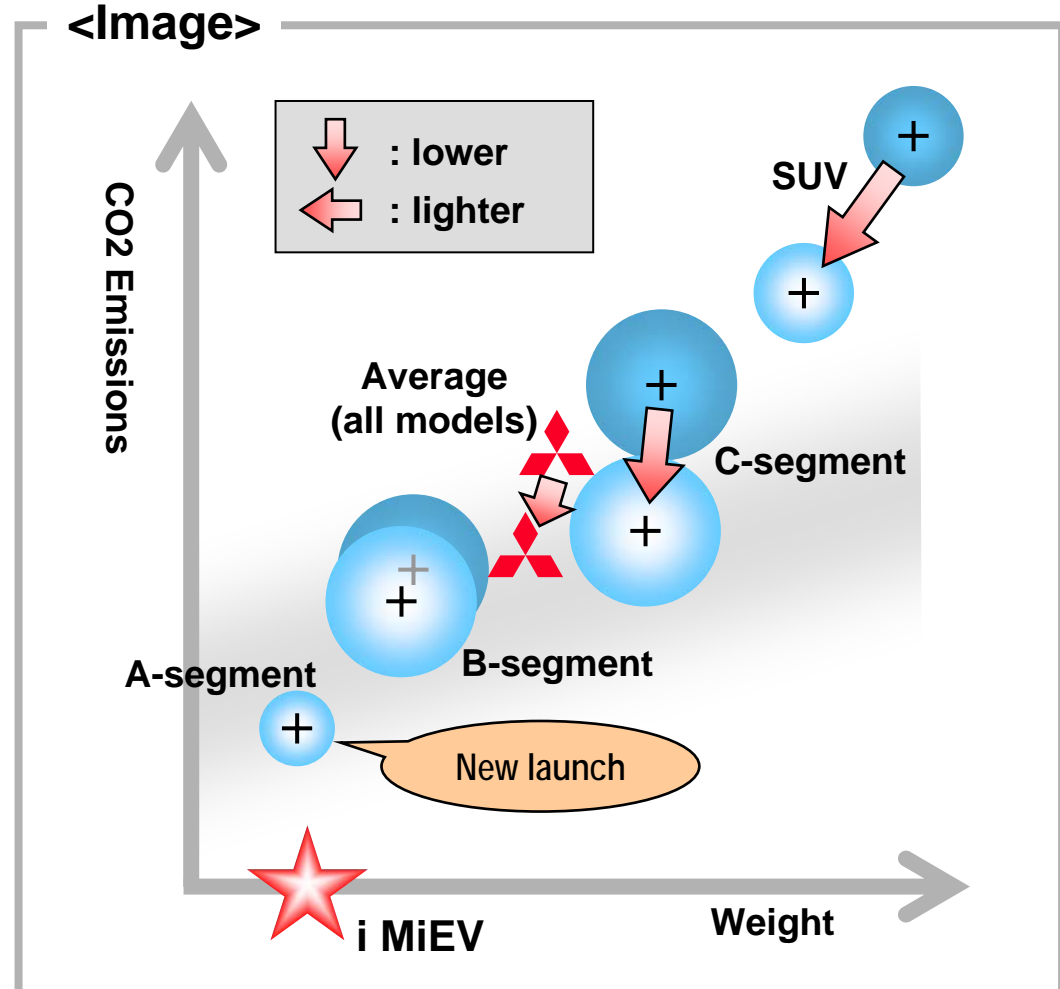 <Image>
: lower
: lighter
CO2 Emissions
SUV
Average
(all models)
C-segment
B-segment
A-segment
New launch
i MiEV
Weight